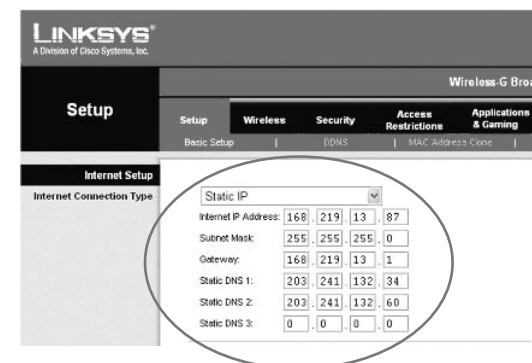 LINKSYS®
A Division of Cisco Systems, Inc.
Wireless-G Broa
Setup
Setup Wireless Security Access Restrictions Applications & Gaming
Basic Setup | DDNS | MAC Address Clone |
Internet Setup
Internet Connection Type
Static IP
Internet IP Address: 168 . 219 . 13 . 87
Subnet Mask: 255 . 255 . 255 . 0
Gateway: 168 . 219 . 13 . 1
Static DNS 1: 203 . 241 . 132 . 34
Static DNS 2: 203 . 241 . 132 . 60
Static DNS 3: 0 . 0 . 0 . 0